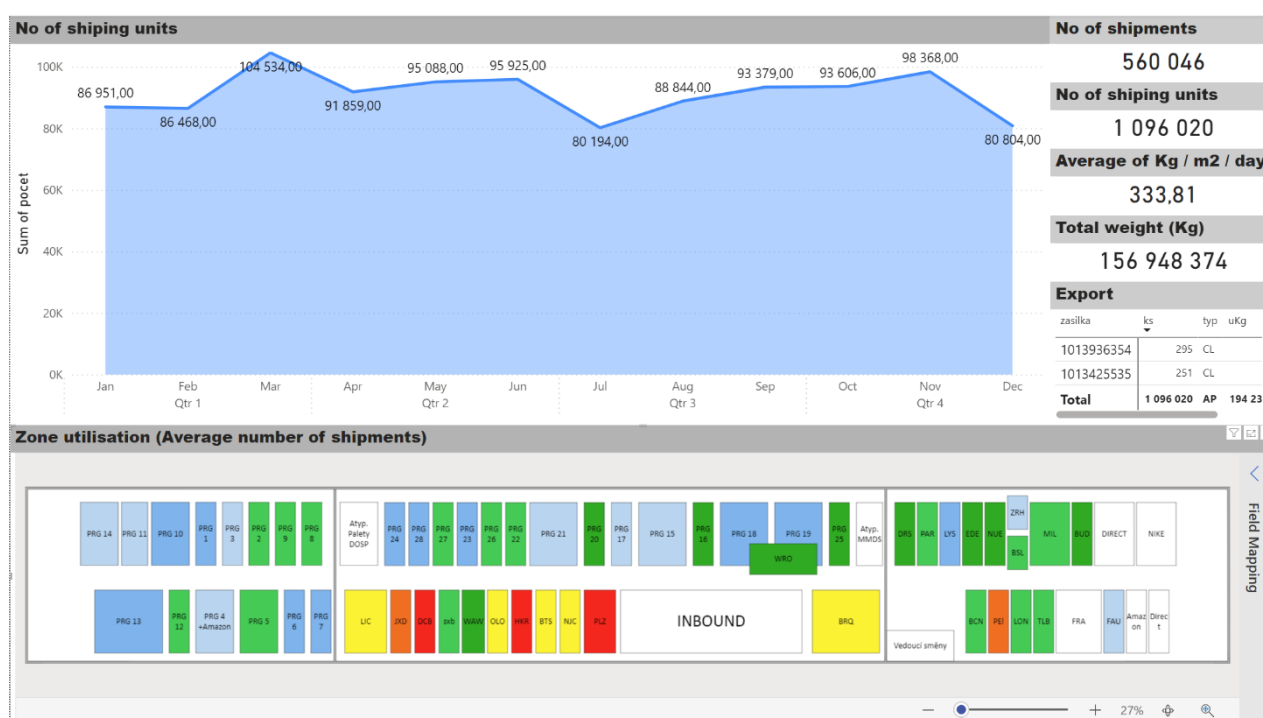 No of shiping units
100K
80K
60K
40K
20K
0K
Sum of pocet
86 951,00
86 468,00
104 534,00
91 859,00
95 088,00
95 925,00
80 194,00
88 844,00
93 379,00
93 606,00
98 368,00
80 804,00
Jan Feb Mar Apr May Jun Jul Aug Sep Oct Nov Dec
Qtr 1 Qtr 2 Qtr 3 Qtr 4
No of shipments
560 046
No of shiping units
1 096 020
Average of Kg / m2 / day
333,81
Total weight (Kg)
156 948 374
Export
zasilka ks typ uKg
1013936354 295 CL
1013425535 251 CL
Total 1 096 020 AP 194 23
Zone utilisation (Average number of shipments)
PRG 14
PRG 11
PRG 10
PRG
1
PRG
3
PRG
2
PRG
9
PRG
8
Atyp.
Palety
DOSP
PRG
24
PRG
28
PRG
27
PRG
23
PRG
26
PRG
22
PRG 21
PRG
20
PRG
17
PRG 15
PRG
16
PRG 18
PRG 19
WRO
PRG
25
Atyp.
MMDS
DRS
PAR
LYS
EDE
NUE
ZRH
BSL
MIL
BUD
DIRECT
NIKE
PRG 13
PRG
12
PRG 4
+Amazon
PRG 5
PRG
6
PRG
7
LIC
JXD
DCB
sxb
WAW
OLO
HKR
BTS
NJC
PLZ
INBOUND
BRQ
Vedoucí směny
BCN
PEI
LON
TLB
FRA
FAU
Amaz
on
Direc
t
Field Mapping
27%